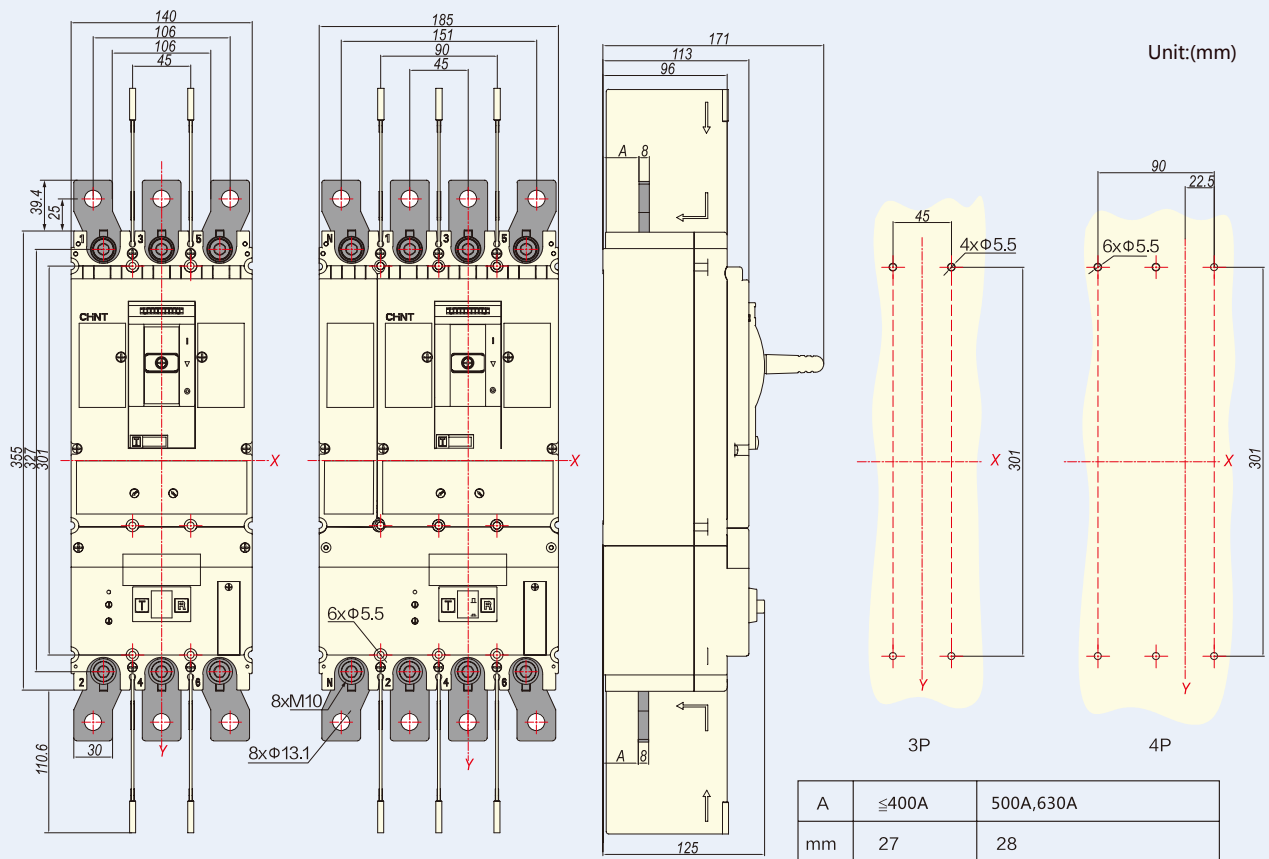 140
106
106
45
185
151
90
45
171
113
96
Unit:(mm)
39.4
25
A
8
1
3
5
N
1
3
5
90
22.5
45
4xΦ5.5
6xΦ5.5
CHNT
CHNT
I
I
O
O
T
T
355
327
301
X
X
X
X
301
301
T
R
T
R
6xΦ5.5
2
4
6
N
2
4
6
8xM10
8xΦ13.1
30
110.6
Y
Y
Y
Y
A
8
125
3P
4P
A ≦400A 500A,630A
mm 27 28